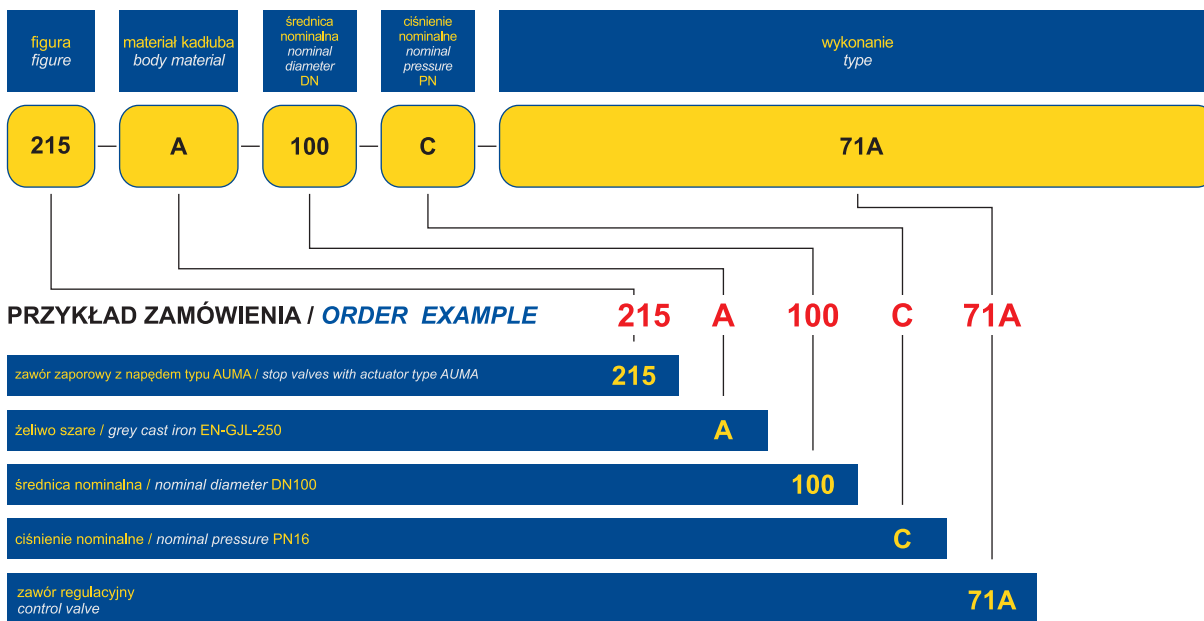 figura
figure
materiał kadłuba
body material
średnica
nominalna
nominal
diameter
DN
ciśnienie
nominalne
nominal
pressure
PN
wykonanie
type
215
A
100
C
71A
PRZYKŁAD ZAMÓWIENIA / ORDER EXAMPLE 215 A 100 C 71A
zawór zaporowy z napędem typu AUMA / stop valves with actuator type AUMA 215
żeliwo szare / grey cast iron EN-GJL-250 A
średnica nominalna / nominal diameter DN100 100
ciśnienie nominalne / nominal pressure PN16 C
zawór regulacyjny
control valve
71A